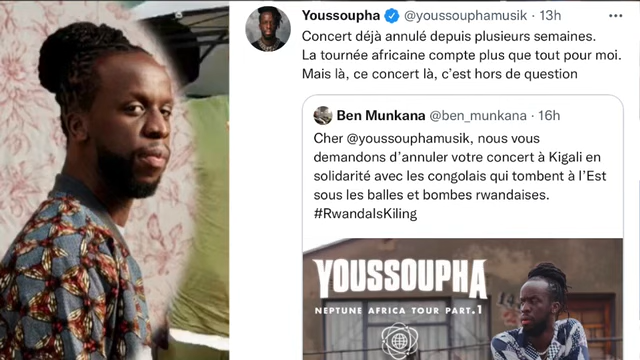 Youssoupha @youssouphamusik · 13h
Concert déjà annulé depuis plusieurs semaines.
La tournée africaine compte plus que tout pour moi.
Mais là, ce concert là, c’est hors de question
Ben Munkana @ben_munkana · 16h
Cher @youssouphamusik, nous vous
demandons d’annuler votre concert à Kigali en
solidarité avec les congolais qui tombent à l’Est
sous les balles et bombes rwandaises.
#RwandaIsKiling
YOUSSOUPHA
NEPTUNE AFRICA TOUR PART.1